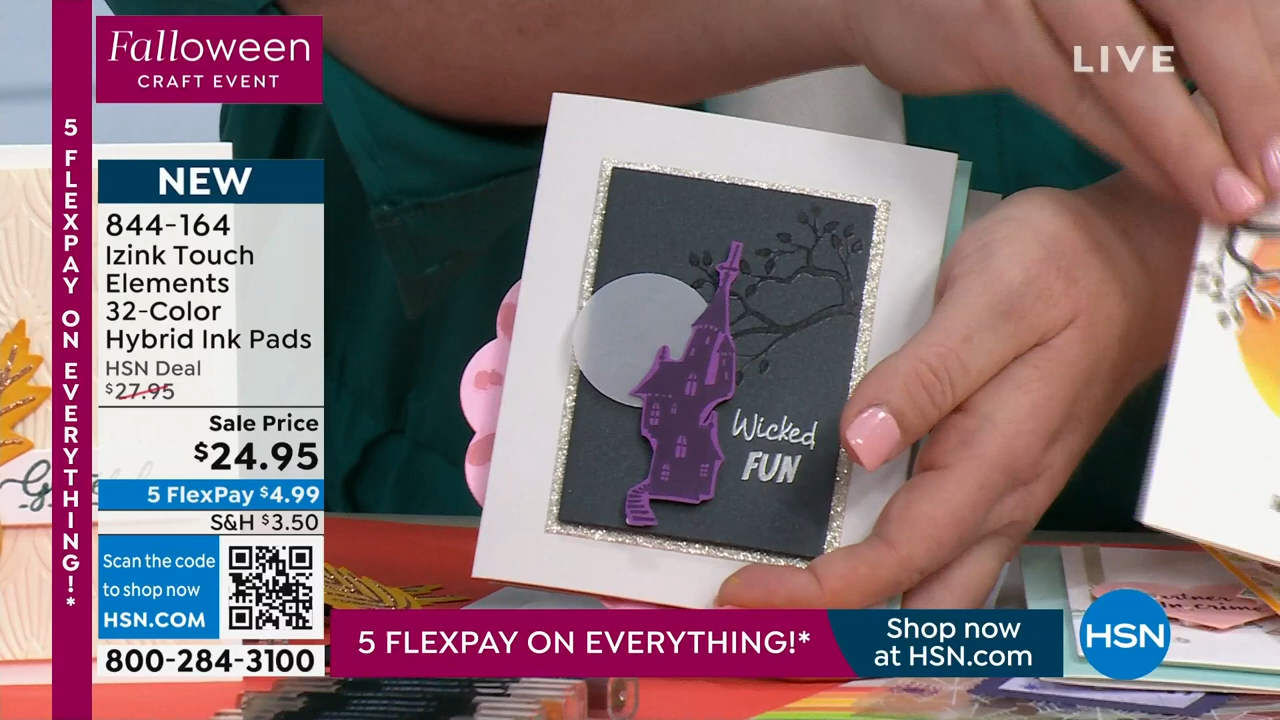 Falloween
CRAFT EVENT
LIVE
5 FLEXPAY ON EVERYTHING!*
NEW
844-164
Izink Touch
Elements
32-Color
Hybrid Ink Pads
HSN Deal
$27.95
Sale Price
$24.95
5 FlexPay $4.99
S&H $3.50
Scan the code
to shop now
HSN.COM
800-284-3100
Wicked
FUN
5 FLEXPAY ON EVERYTHING!*
Shop now
at HSN.com
HSN
in crime